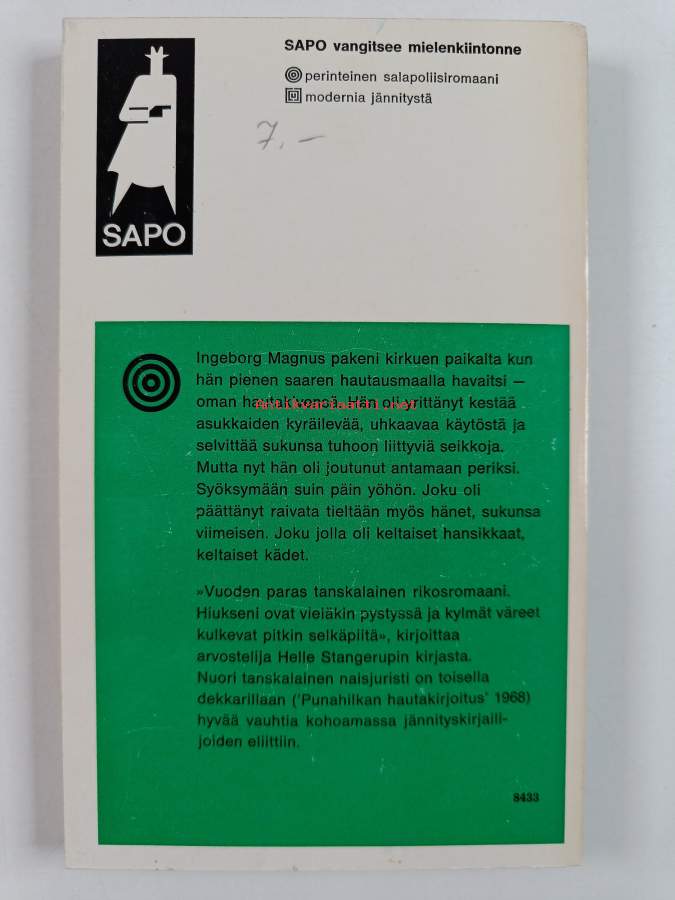 SAPO vangitsee mielenkiintonne
perinteinen salapoliisiromaani
modernia jännitystä
7.–
SAPO
Ingeborg Magnus pakeni kirkuen paikalta kun
hän pienen saaren hautausmaalla havaitsi —
oman hautakivensä. Hän oli yrittänyt kestää
Antikvariaatti.net
asukkaiden kyräilevää, uhkaavaa käytöstä ja
selvittää sukunsa tuhoon liittyviä seikkoja.
Mutta nyt hän oli joutunut antamaan periksi.
Syöksymään suin päin yöhön. Joku oli
päättänyt raivata tieltään myös hänet, sukunsa
viimeisen. Joku jolla oli keltaiset hansikkaat,
keltaiset kädet.
»Vuoden paras tanskalainen rikosromaani.
Hiukseni ovat vieläkin pystyssä ja kylmät väreet
kulkevat pitkin selkäpiitä», kirjoittaa
arvostelija Helle Stangerupin kirjasta.
Nuori tanskalainen naisjuristi on toisella
dekkarillaan ('Punahilkan hautakirjoitus' 1968)
hyvää vauhtia kohoamassa jännityskirjaili-
joiden eliittiin.
8433